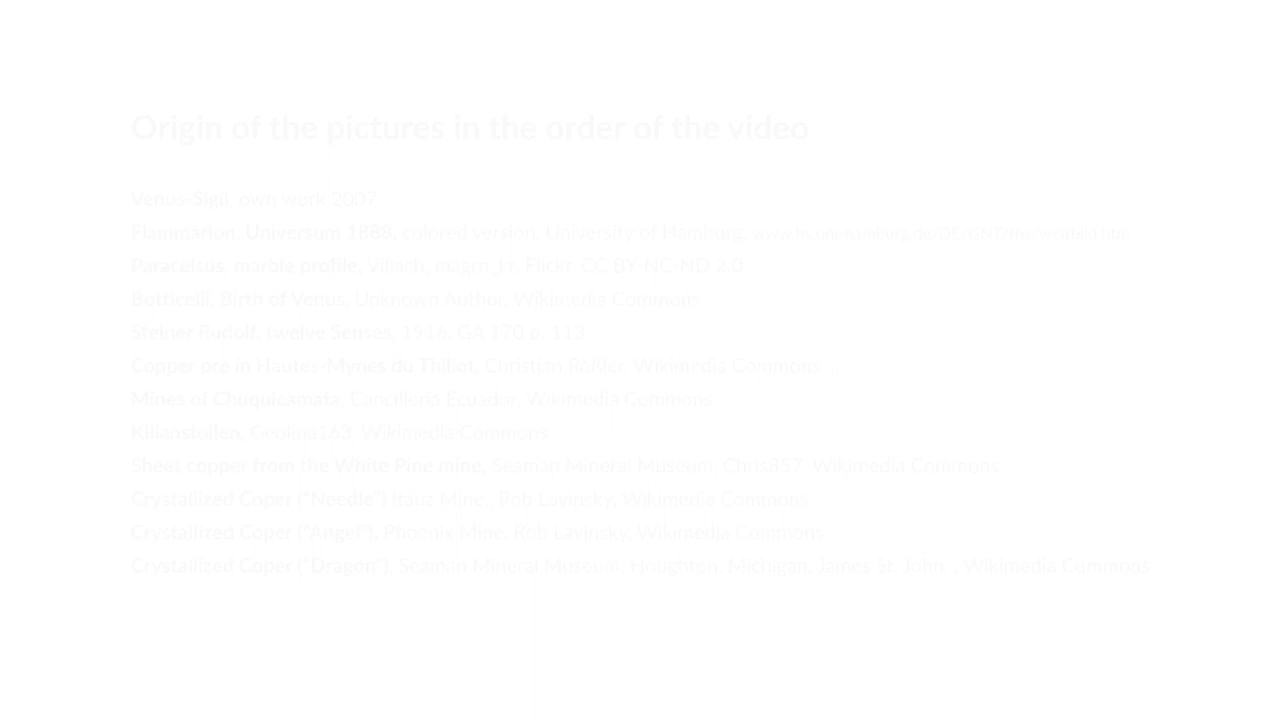 Origin of the pictures in the order of the video
Venus-Sigil, own work 2007
Flammarion, Universum 1888, colored version, University of Hamburg,
Paracelsus, marble profile, Villach, Flickr, CC BY-NC-ND 2.0
Botticelli, Birth of Venus, Unknown Author, Wikimedia Commons
Steiner Rudolf, twelve Senses, 1916, GA 170 p. 113
Copper ore in Hautes-Mynes du Thillot, Christian Wikimedia Commons
Mines of Chuquicamata, Cancillería Ecuador, Wikimedia Commons
Kilianstollen, Geolina163, Wikimedia Commons
Sheet copper from the White Pine mine, Seaman Mineral Museum, Chris857, Wikimedia Commons
Crystallized Coper ("Needle") Mine, Rob Lavinsky, Wikimedia Commons
Crystallized Coper ("Angel"), Phoenix Mine, Rob Lavinsky, Wikimedia Commons
Crystallized Coper ("Dragon"), Seaman Mineral Museum, Houghton, Michigan, James St. John , Wikimedia Commons